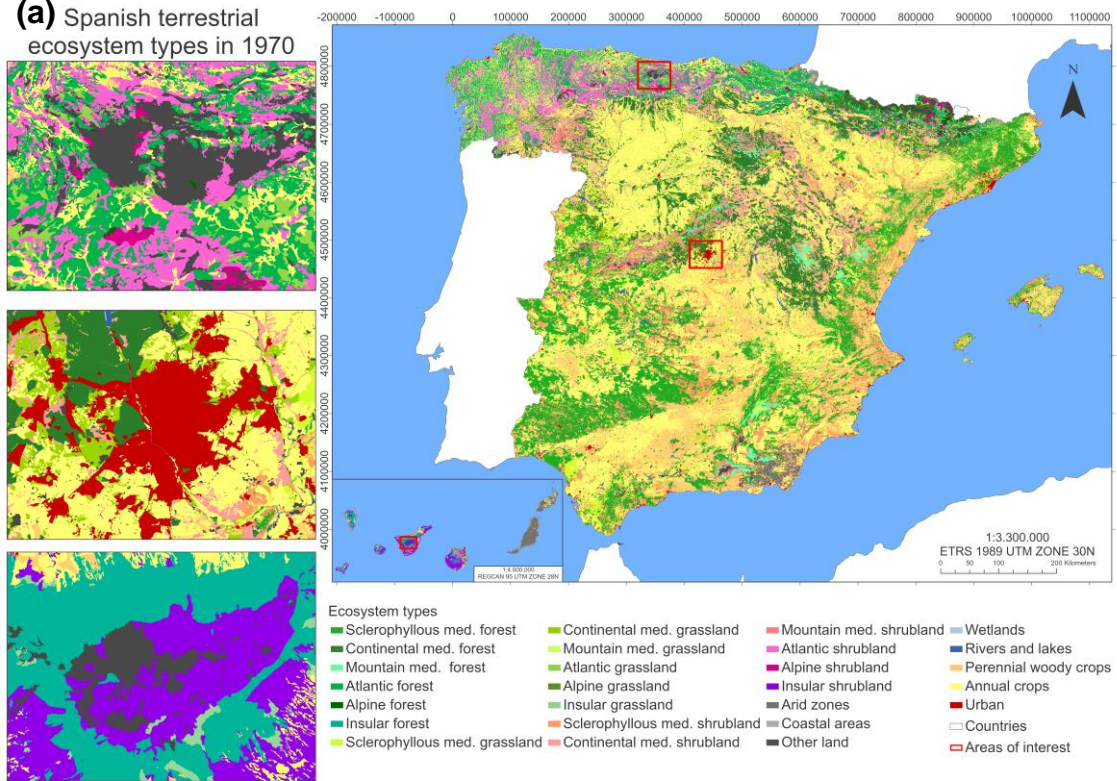 (a) Spanish terrestrial
ecosystem types in 1970
-200000 -100000 0 100000 200000 300000 400000 500000 600000 700000 800000 900000 1000000 1100000
4800000
4700000
4600000
4500000
4400000
4300000
4200000
4100000
4000000
N
1:3.300.000
ETRS 1989 UTM ZONE 30N
0 50 100 200 Kilometers
1:4.000.000
REGCAN 95 UTM ZONE 28N
Ecosystem types
Sclerophyllous med. forest
Continental med. forest
Mountain med. forest
Atlantic forest
Alpine forest
Insular forest
Sclerophyllous med. grassland
Continental med. grassland
Mountain med. grassland
Atlantic grassland
Alpine grassland
Insular grassland
Sclerophyllous med. shrubland
Continental med. shrubland
Mountain med. shrubland
Atlantic shrubland
Alpine shrubland
Insular shrubland
Arid zones
Coastal areas
Other land
Wetlands
Rivers and lakes
Perennial woody crops
Annual crops
Urban
Countries
Areas of interest